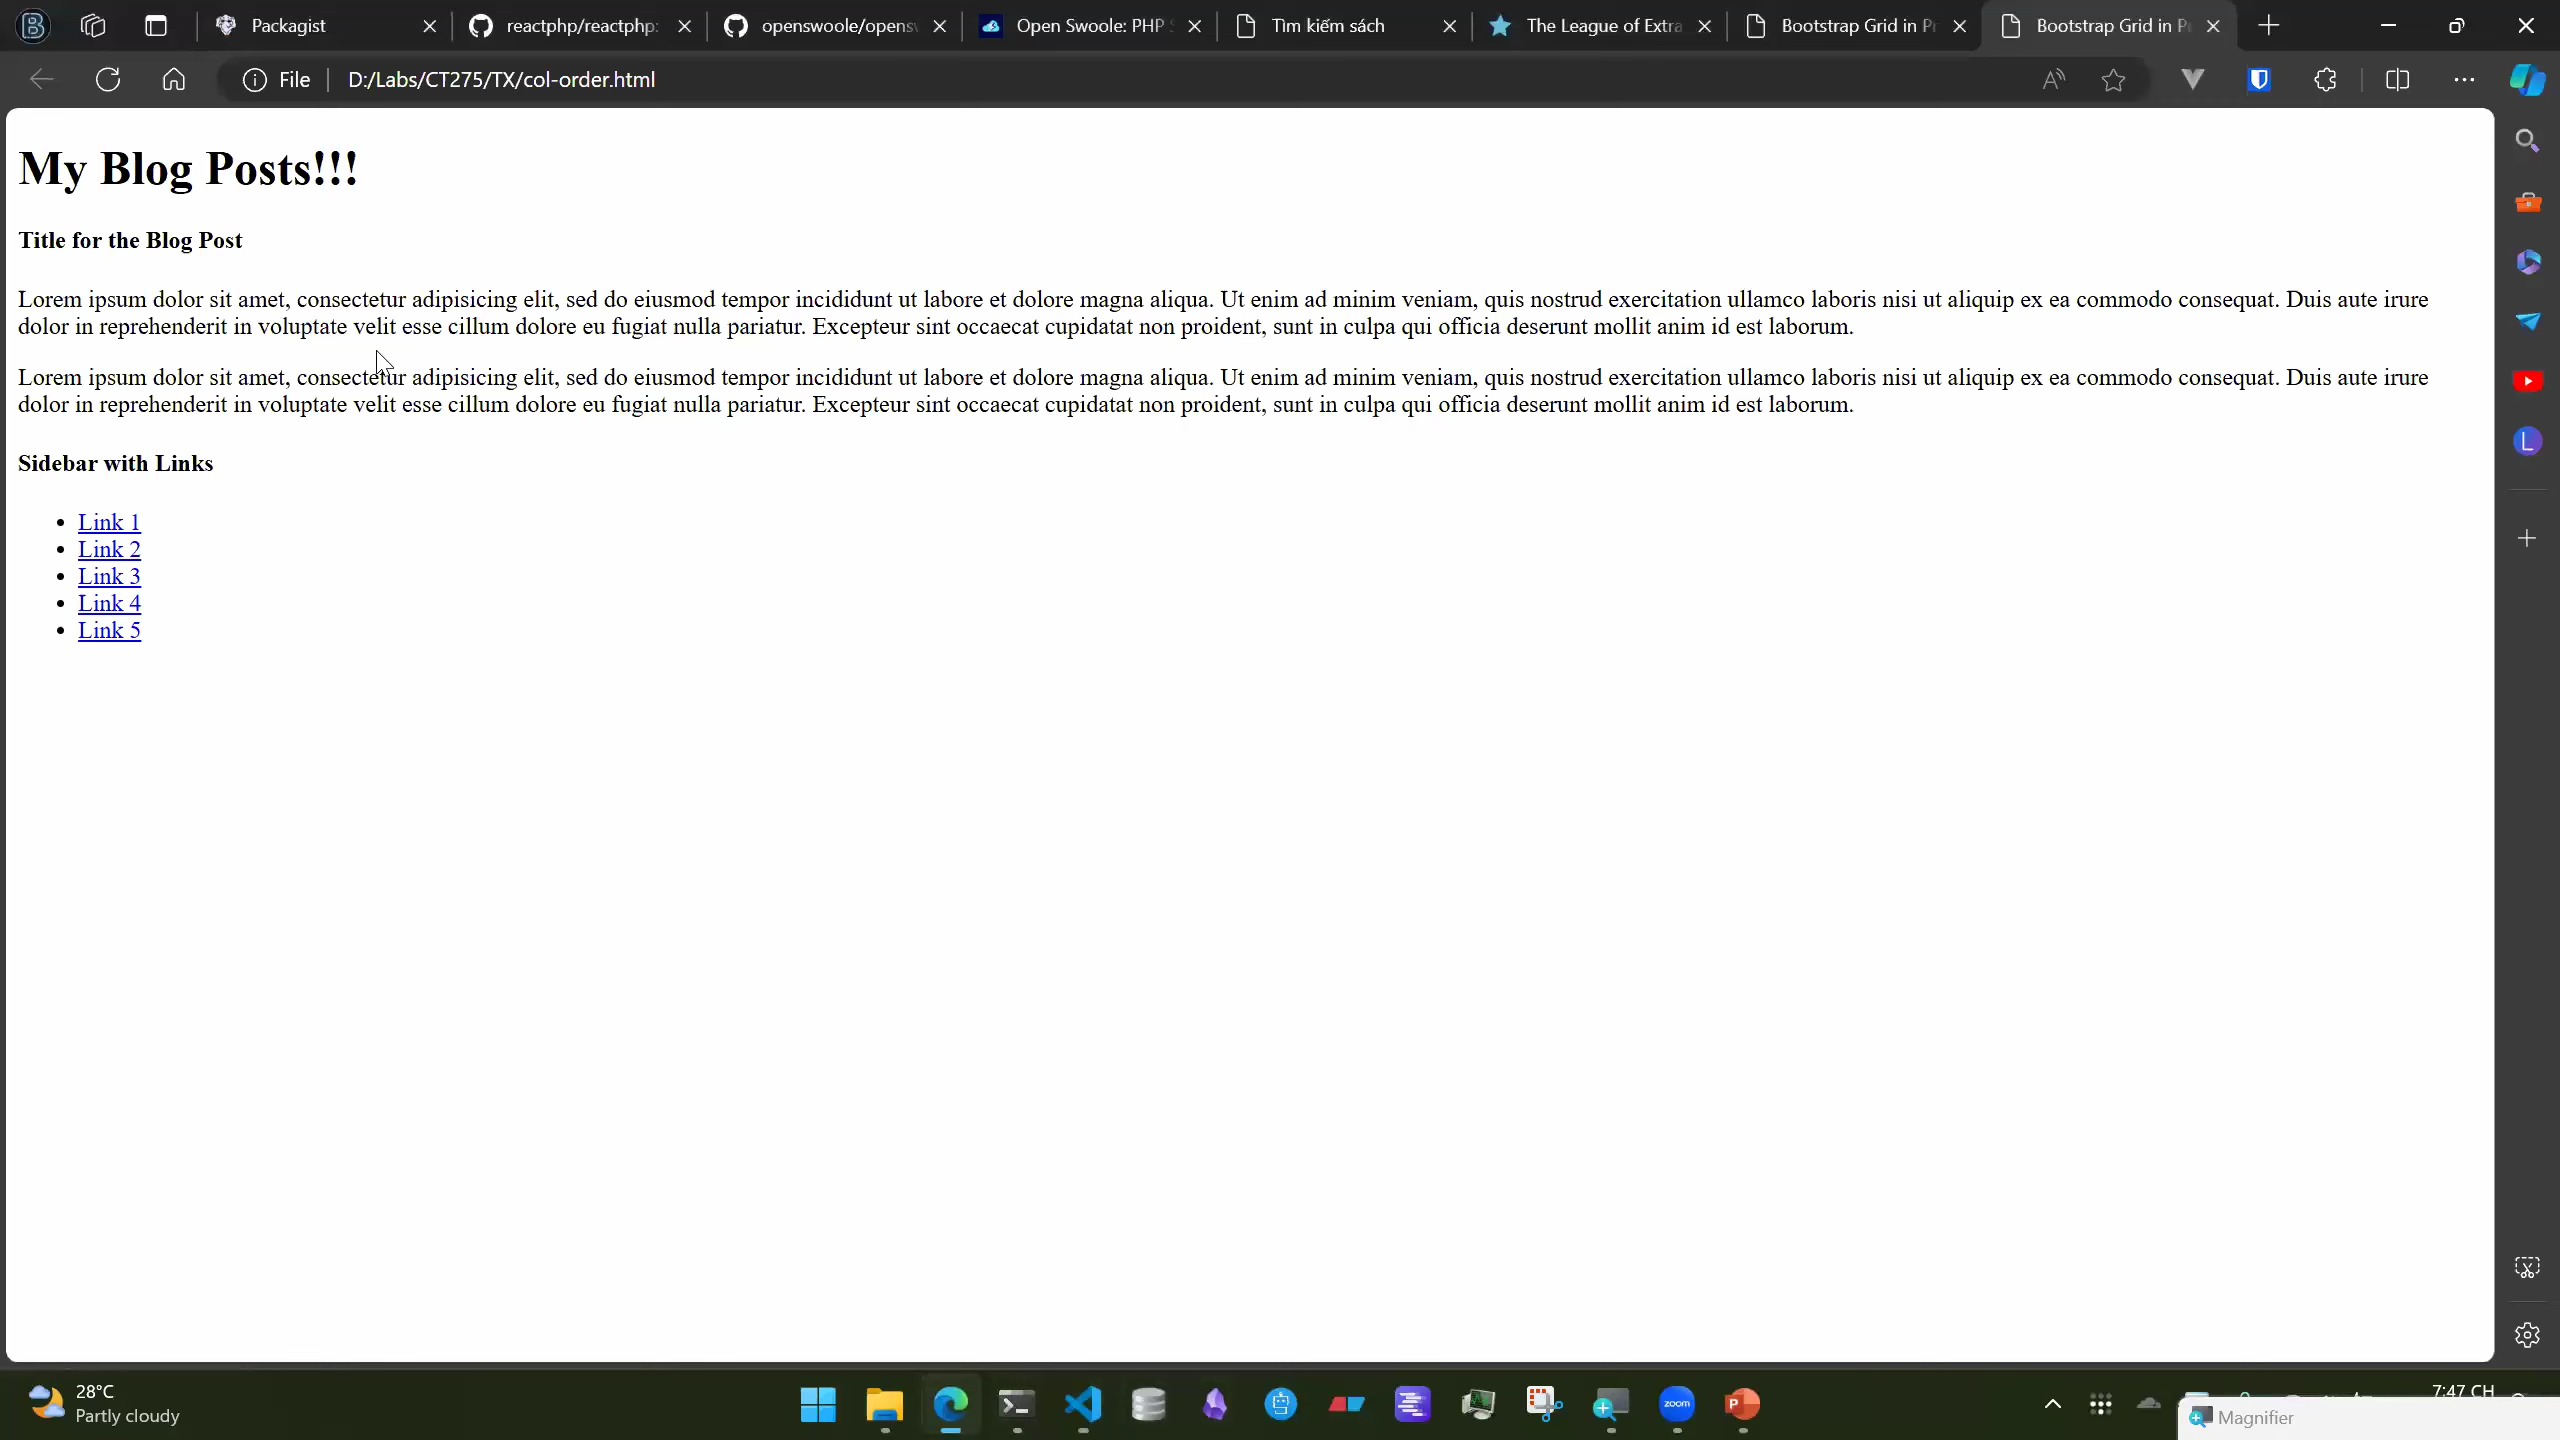 Packagist
reactphp/reactphp:
openswoole/opensw
Open Swoole: PHP S
Tìm kiếm sách
The League of Extra
Bootstrap Grid in Pr
Bootstrap Grid in Pr
File
D:/Labs/CT275/TX/col-order.html
My Blog Posts!!!
Title for the Blog Post
Lorem ipsum dolor sit amet, consectetur adipisicing elit, sed do eiusmod tempor incididunt ut labore et dolore magna aliqua. Ut enim ad minim veniam, quis nostrud exercitation ullamco laboris nisi ut aliquip ex ea commodo consequat. Duis aute irure
dolor in reprehenderit in voluptate velit esse cillum dolore eu fugiat nulla pariatur. Excepteur sint occaecat cupidatat non proident, sunt in culpa qui officia deserunt mollit anim id est laborum.
Lorem ipsum dolor sit amet, consectetur adipisicing elit, sed do eiusmod tempor incididunt ut labore et dolore magna aliqua. Ut enim ad minim veniam, quis nostrud exercitation ullamco laboris nisi ut aliquip ex ea commodo consequat. Duis aute irure
dolor in reprehenderit in voluptate velit esse cillum dolore eu fugiat nulla pariatur. Excepteur sint occaecat cupidatat non proident, sunt in culpa qui officia deserunt mollit anim id est laborum.
Sidebar with Links
• Link 1
• Link 2
• Link 3
• Link 4
• Link 5
L
28°C
Partly cloudy
zoom
7:47 CH
Magnifier